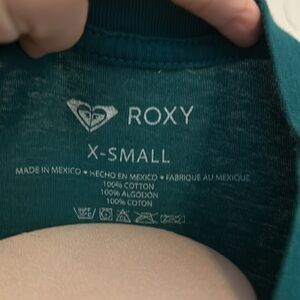 ROXY
X-SMALL
MADE IN MEXICO • HECHO EN MEXICO • FABRIQUE AU MEXIQUE
100% COTTON
100% ALGODON
100% COTON